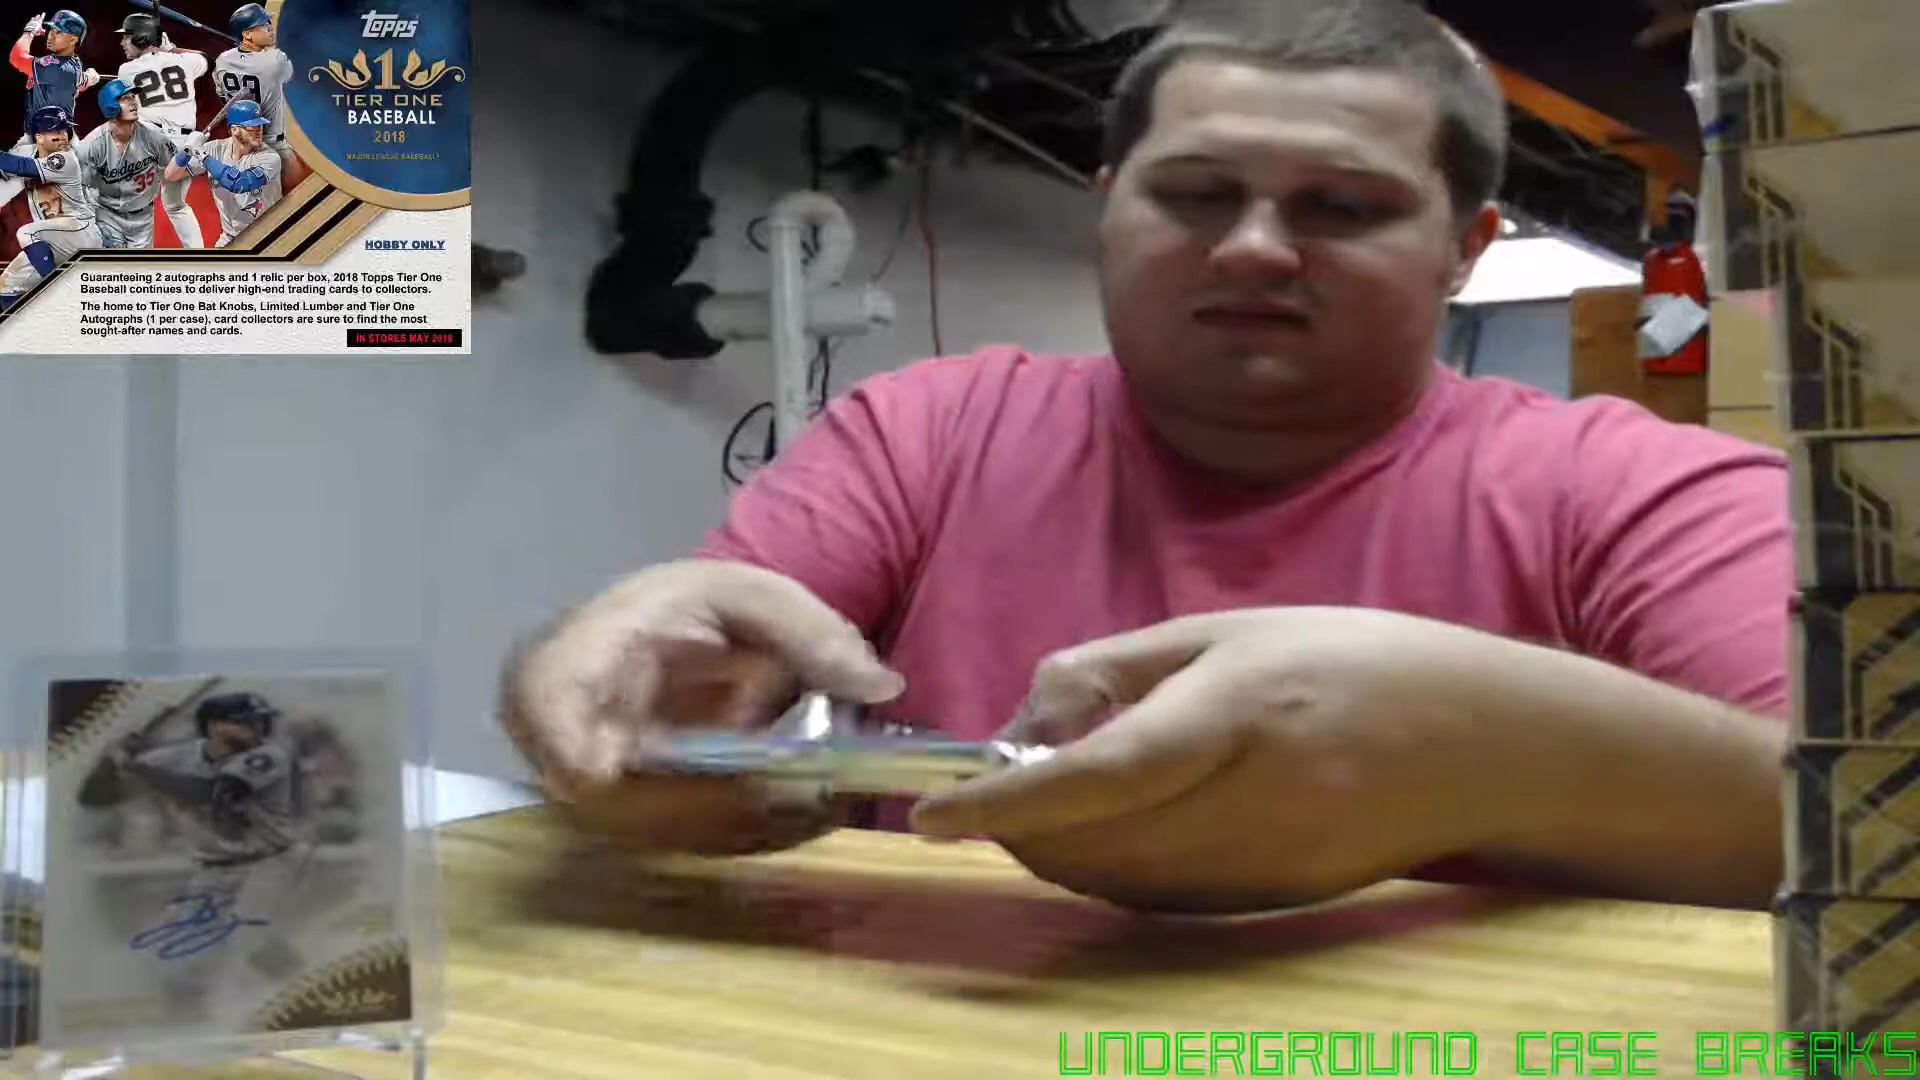 TOPPS
1
TIER ONE
BASEBALL
2018
MAJOR LEAGUE BASEBALL
28
Dodgers
35
HOBBY ONLY
Guaranteeing 2 autographs and 1 relic per box, 2018 Topps Tier One
Baseball continues to deliver high-end trading cards to collectors.
The home to Tier One Bat Knobs, Limited Lumber and Tier One
Autographs (1 per case), card collectors are sure to find the most
sought-after names and cards.
IN STORES MAY 2018
UNDERGROUND CASE BREAKS